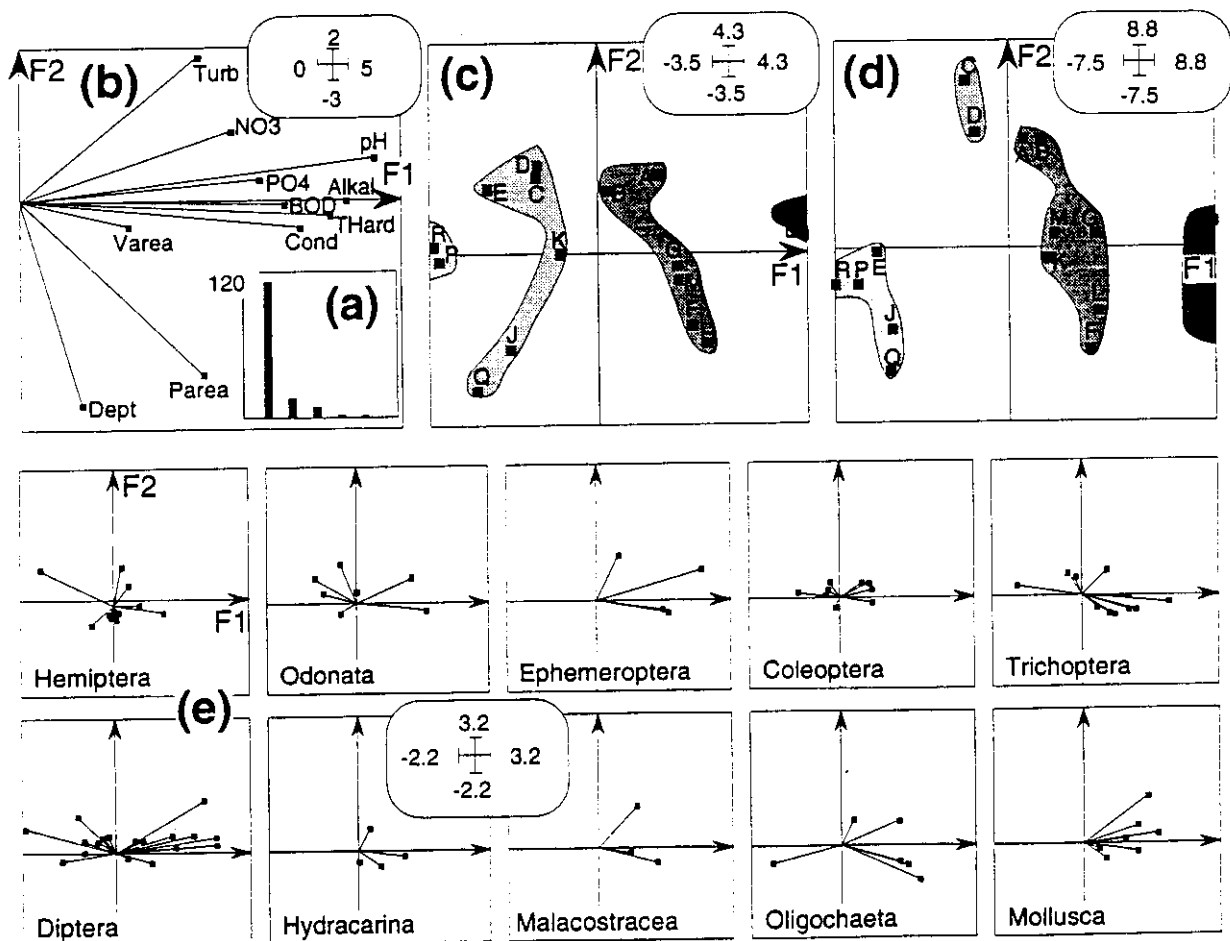 F2
(b)
Turb
2
0 5
-3
NO3
pH
F1
PO4
Alkal
BOD
THard
Varea
Cond
120
(a)
Parea
Dept
(c)
F2
4.3
-3.5 4.3
-3.5
D
E
C
K
R
P
J
Q
A
B
G
F1
(d)
F2
8.8
-7.5 8.8
-7.5
C
D
B
M
G
R P E
J
Q
F
F1
F2
F1
Hemiptera
Odonata
Ephemeroptera
Coleoptera
Trichoptera
(e)
3.2
-2.2 3.2
-2.2
Diptera
Hydracarina
Malacostracea
Oligochaeta
Mollusca